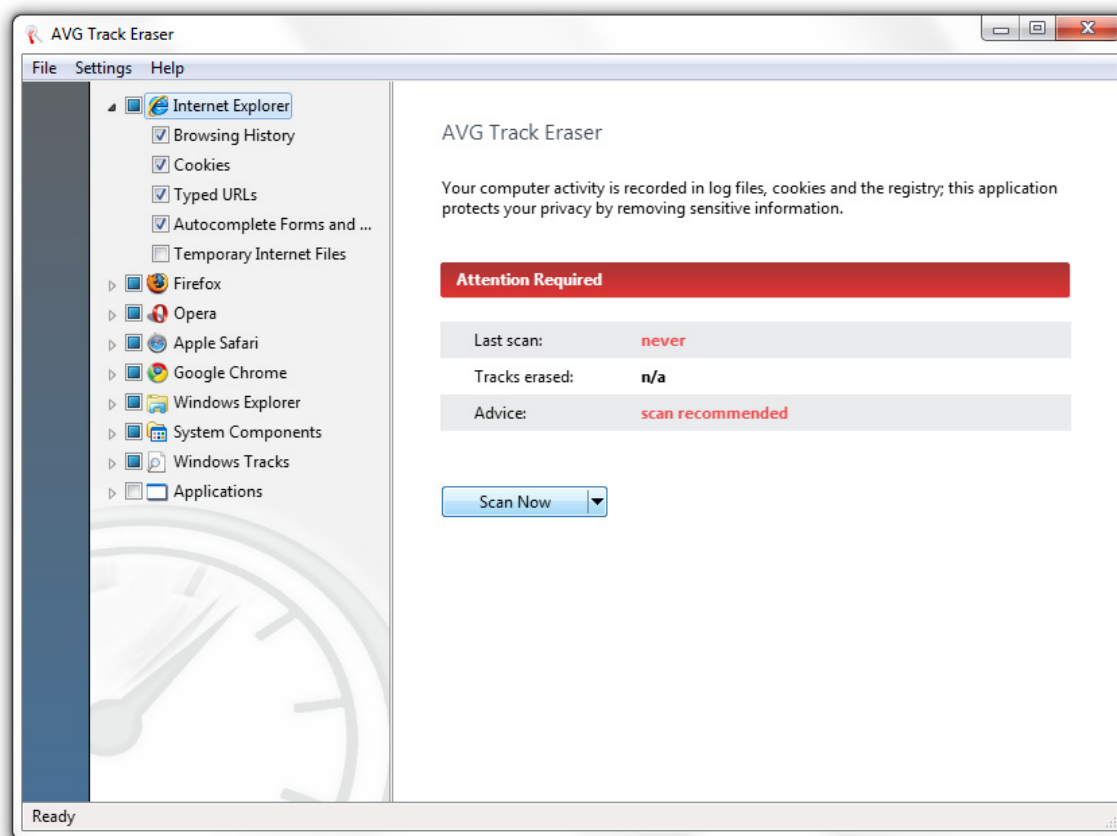 AVG Track Eraser
File Settings Help
Internet Explorer
Browsing History
Cookies
Typed URLs
Autocomplete Forms and ...
Temporary Internet Files
Firefox
Opera
Apple Safari
Google Chrome
Windows Explorer
System Components
Windows Tracks
Applications
AVG Track Eraser
Your computer activity is recorded in log files, cookies and the registry; this application
protects your privacy by removing sensitive information.
Attention Required
Last scan: never
Tracks erased: n/a
Advice: scan recommended
Scan Now
Ready